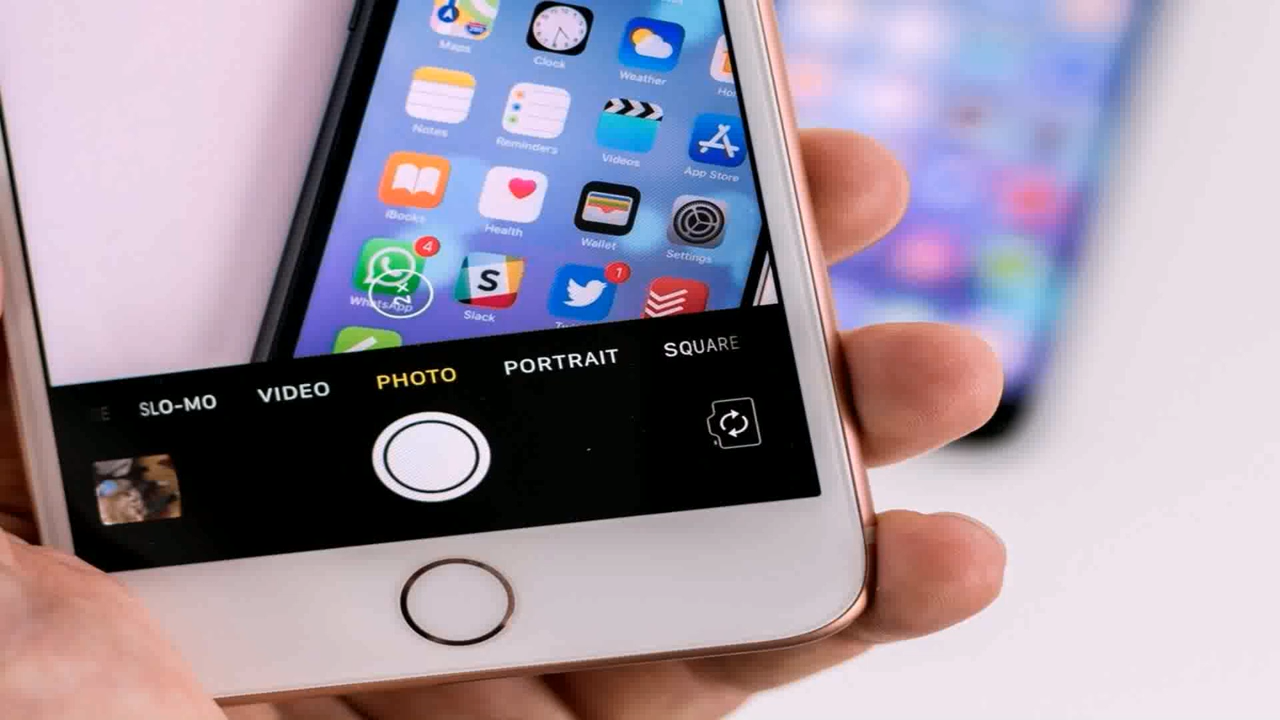 Maps
Clock
Weather
Notes
Reminders
Videos
App Store
iBooks
Health
Wallet
Settings
4
WhatsApp
2×
S
Slack
1
SLO-MO
VIDEO
PHOTO
PORTRAIT
SQUARE